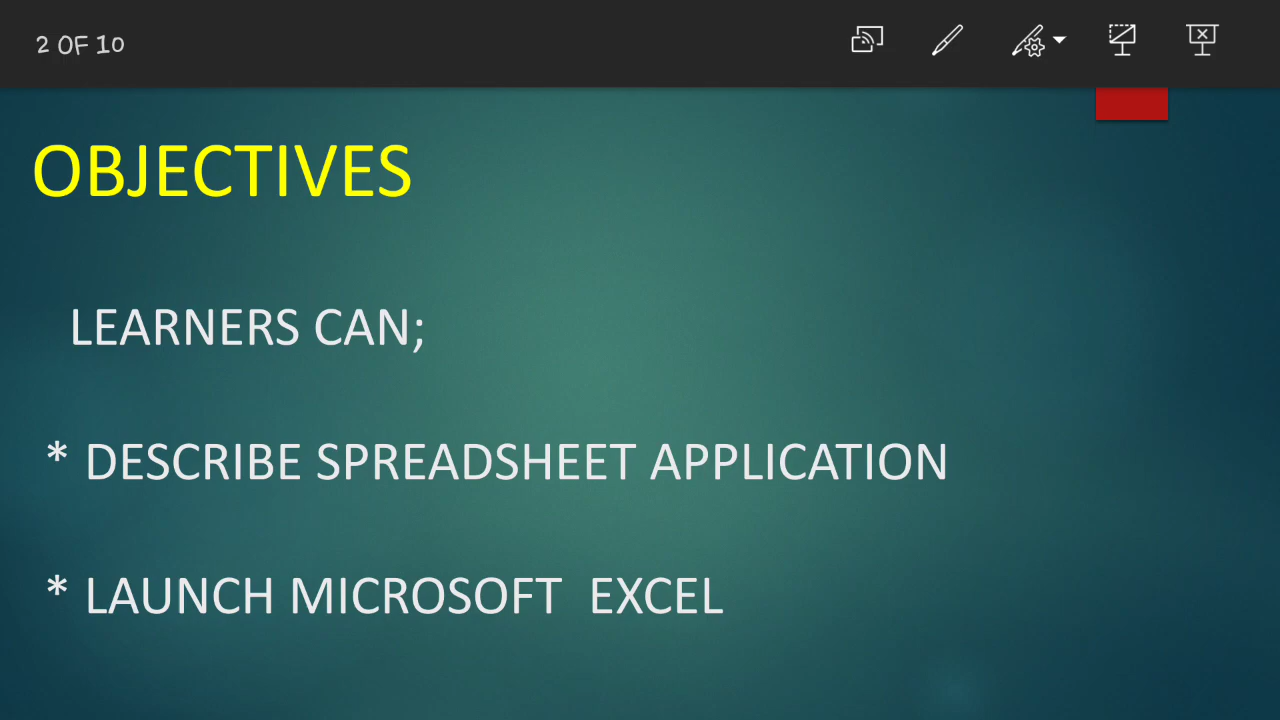 2 OF 10
OBJECTIVES
LEARNERS CAN;
* DESCRIBE SPREADSHEET APPLICATION
* LAUNCH MICROSOFT  EXCEL